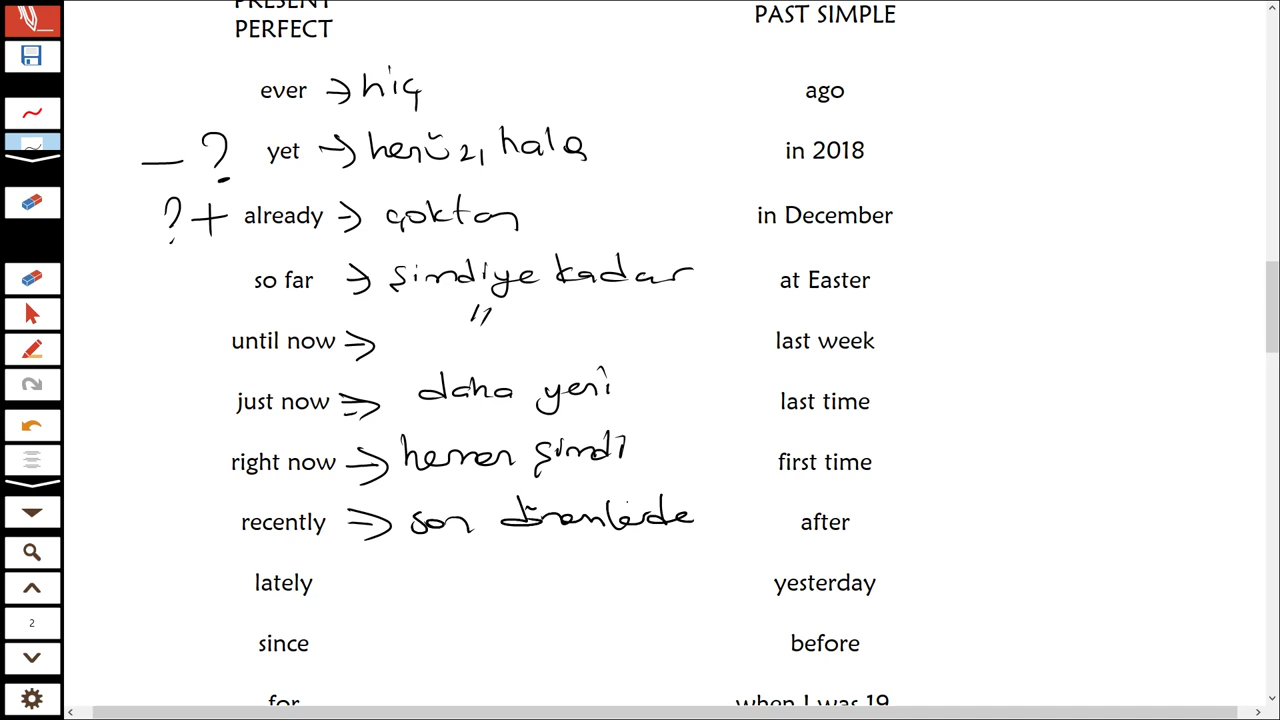 PRESENT PAST SIMPLE
PERFECT
ever → hiç ago
– ? yet → henüz, hala in 2018
? + already → çoktan in December
so far → şimdiye kadar at Easter
until now → " last week
just now → daha yeni last time
right now → hemen şimdi first time
recently → son dönemlerde after
lately yesterday
since before
for when I was 19
2